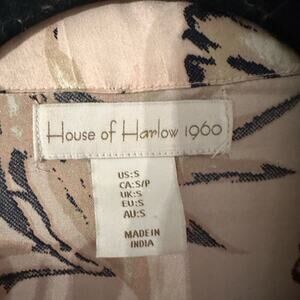 House of Harlow 1960
US:S
CA:S/P
UK:S
EU:S
AU:S
MADE IN
INDIA